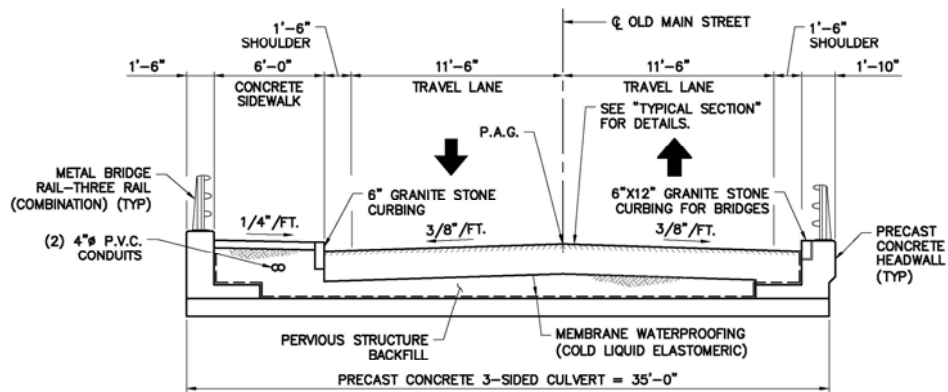 ℄ OLD MAIN STREET
1'-6"
SHOULDER
1'-6"
SHOULDER
1'-6"
6'-0"
11'-6"
11'-6"
1'-10"
CONCRETE
SIDEWALK
TRAVEL LANE
TRAVEL LANE
SEE "TYPICAL SECTION"
FOR DETAILS.
P.A.G.
METAL BRIDGE
RAIL-THREE RAIL
(COMBINATION) (TYP)
6" GRANITE STONE
CURBING
6"X12" GRANITE STONE
CURBING FOR BRIDGES
1/4"/FT.
3/8"/FT.
3/8"/FT.
(2) 4"ø P.V.C.
CONDUITS
PRECAST
CONCRETE
HEADWALL
(TYP)
PERVIOUS STRUCTURE
BACKFILL
MEMBRANE WATERPROOFING
(COLD LIQUID ELASTOMERIC)
PRECAST CONCRETE 3-SIDED CULVERT = 35'-0"